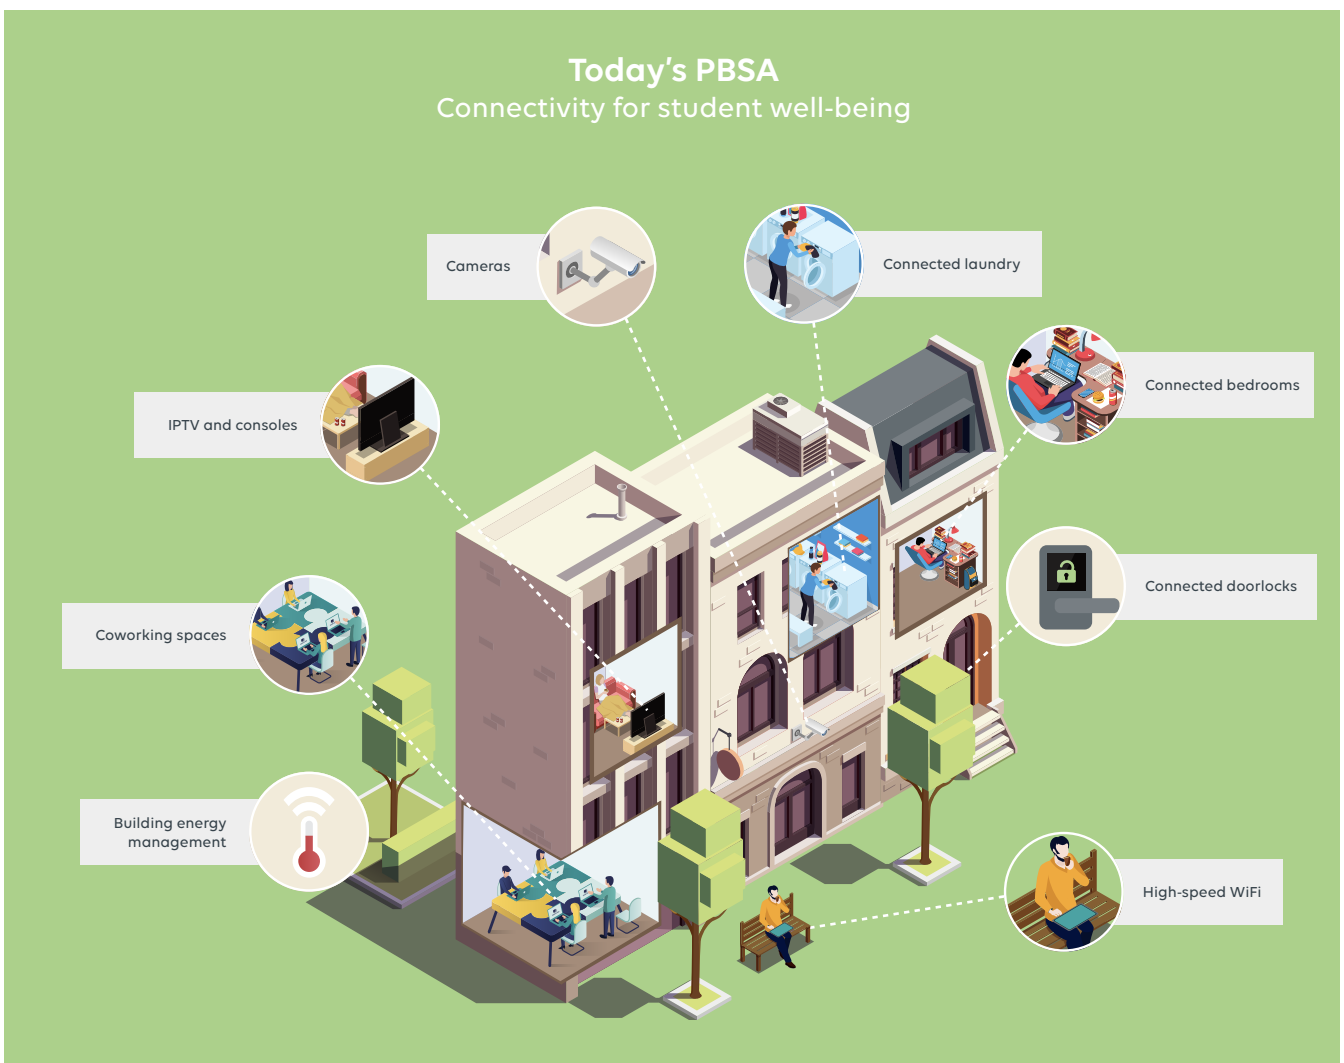 Today's PBSA
Connectivity for student well-being
Cameras
Connected laundry
IPTV and consoles
Connected bedrooms
Coworking spaces
Connected doorlocks
Building energy
management
High-speed WiFi